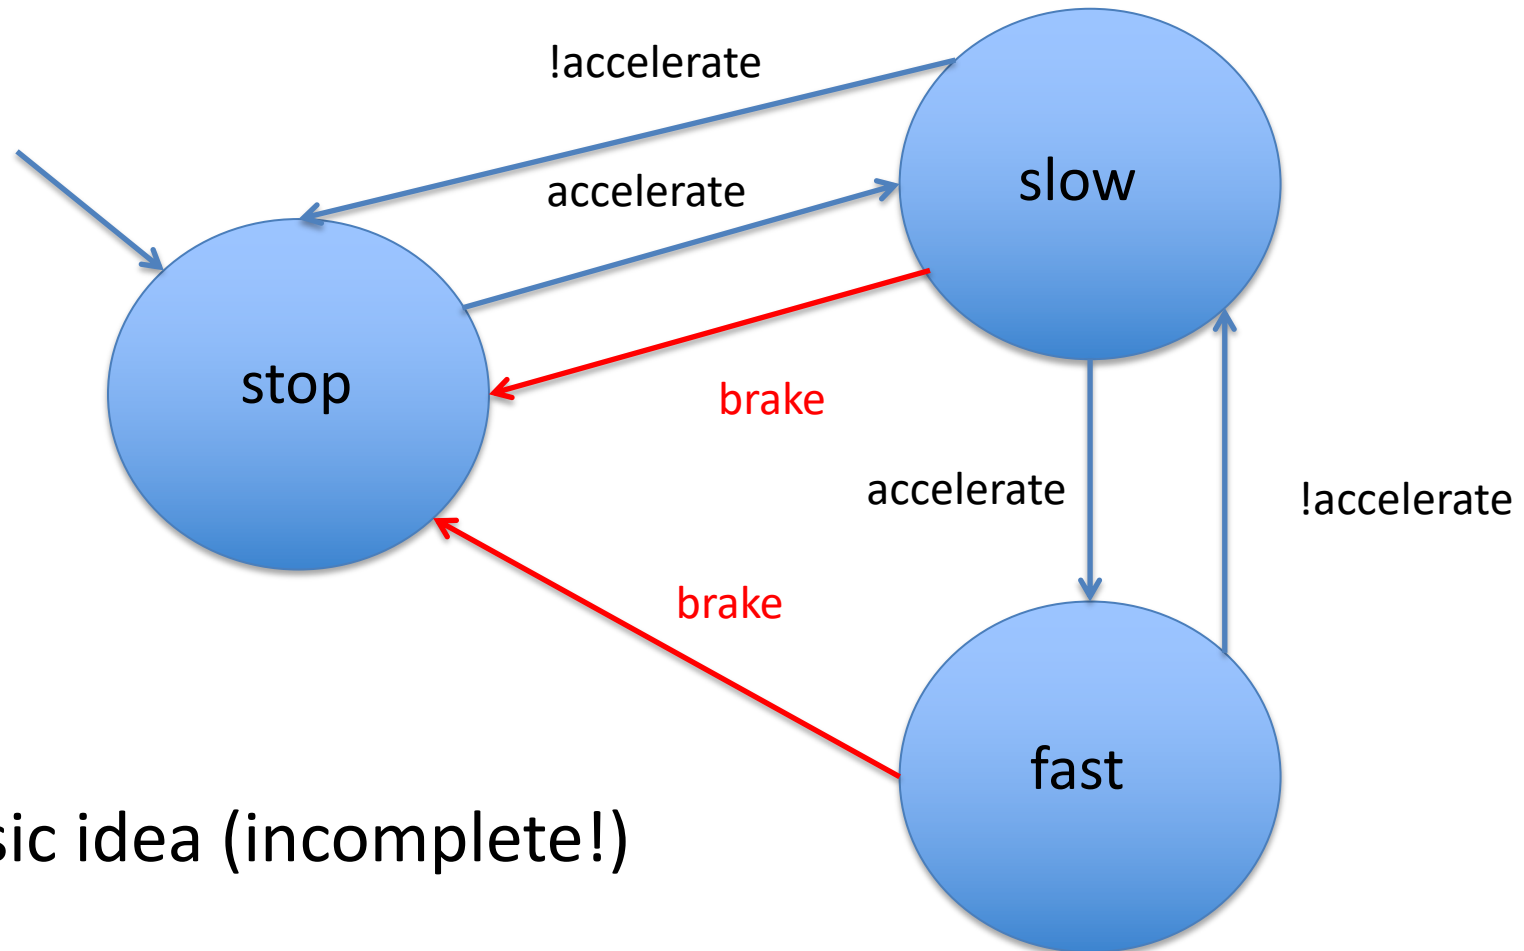 !accelerate
accelerate
slow
stop
brake
accelerate
!accelerate
brake
fast
sic idea (incomplete!)